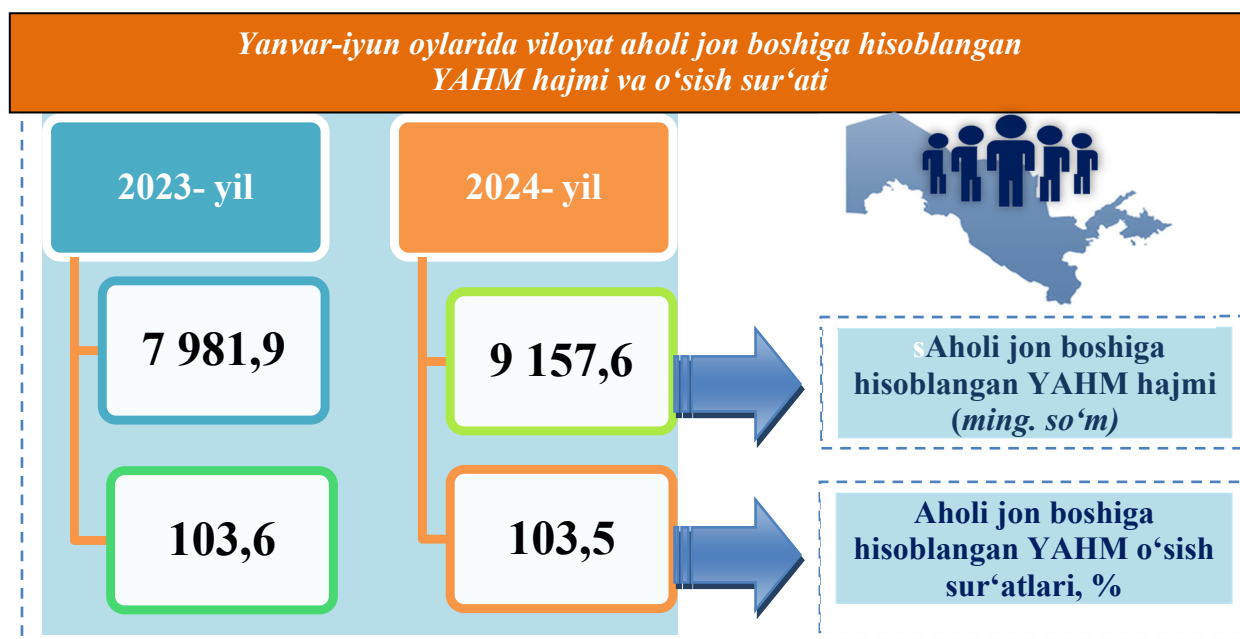 Yanvar-iyun oylarida viloyat aholi jon boshiga hisoblangan
YAHM hajmi va o‘sish sur‘ati
2023- yil
2024- yil
7 981,9
9 157,6
sAholi jon boshiga
hisoblangan YAHM hajmi
(ming. so‘m)
103,6
103,5
Aholi jon boshiga
hisoblangan YAHM o‘sish
sur‘atlari, %